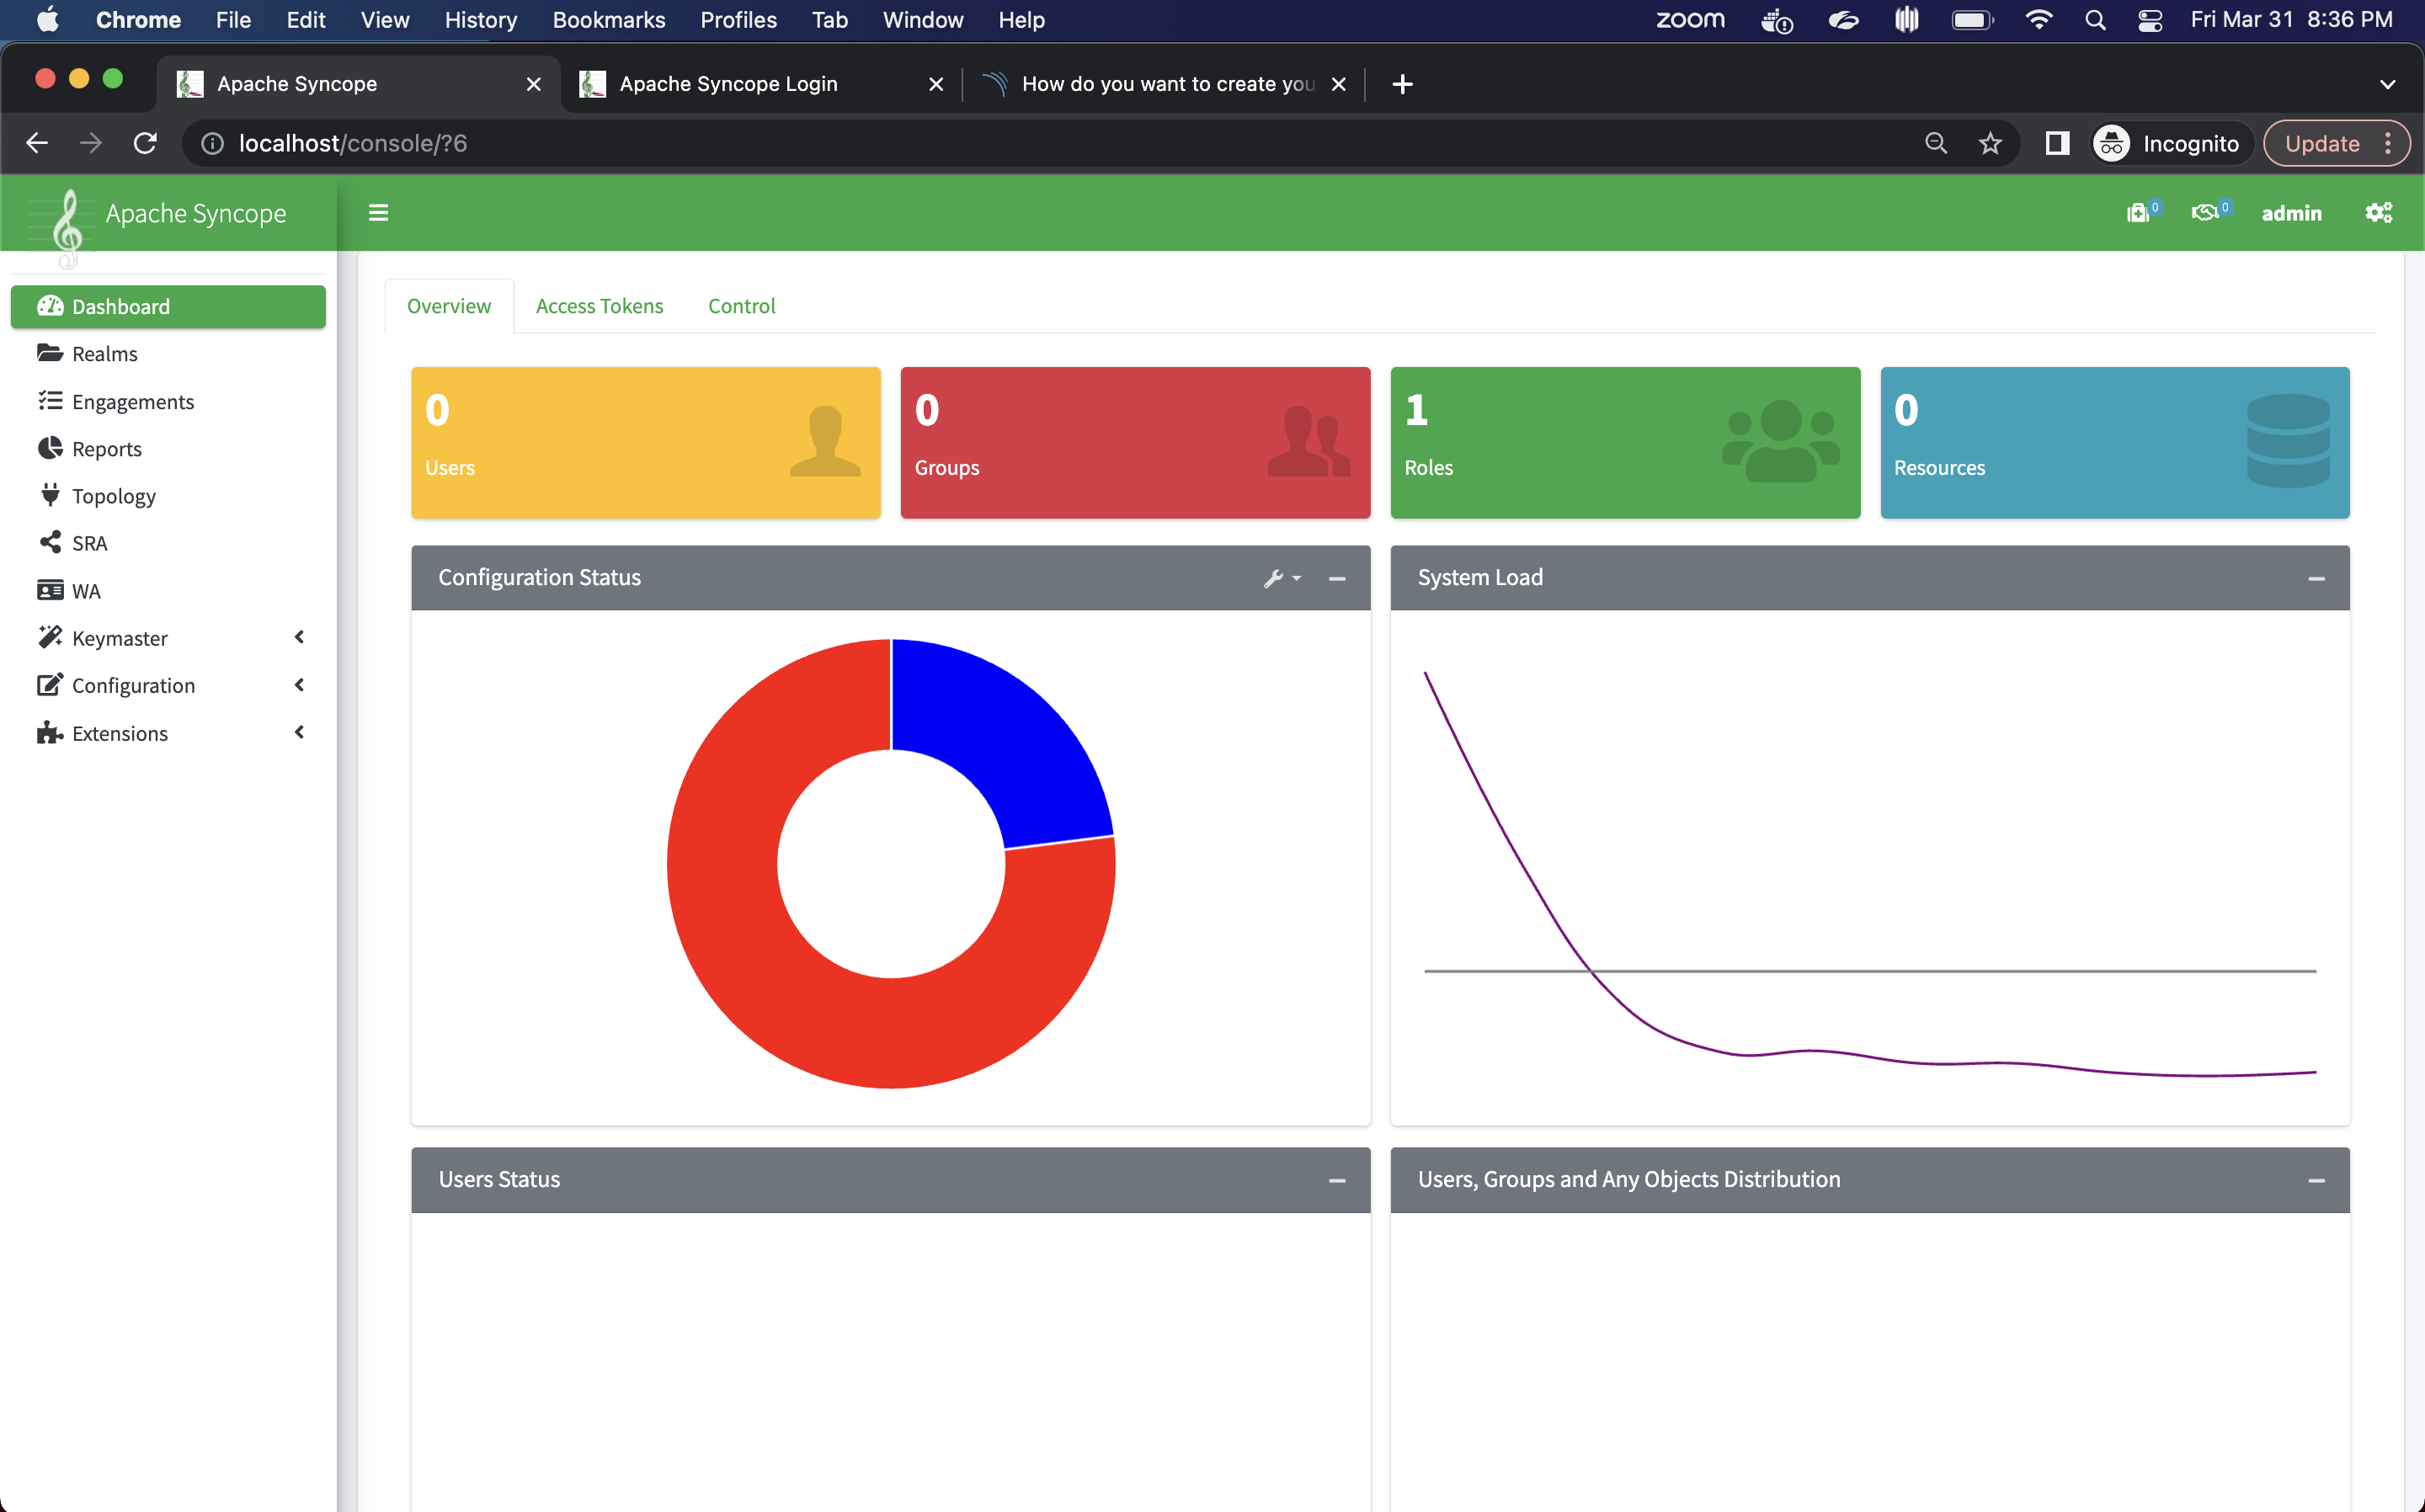 Chrome File Edit View History Bookmarks Profiles Tab Window Help zoom Fri Mar 31 8:36 PM
Apache Syncope Apache Syncope Login How do you want to create you
localhost/console/?6 Incognito Update
Apache Syncope 0 0 admin
Dashboard
Realms
Engagements
Reports
Topology
SRA
WA
Keymaster
Configuration
Extensions
Overview Access Tokens Control
0
Users
0
Groups
1
Roles
0
Resources
Configuration Status
System Load
Users Status
Users, Groups and Any Objects Distribution